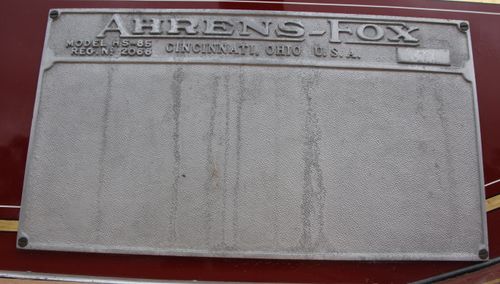 AHRENS-FOX
MODEL HS-85
REG. No 2066 CINCINNATI, OHIO, U.S.A.